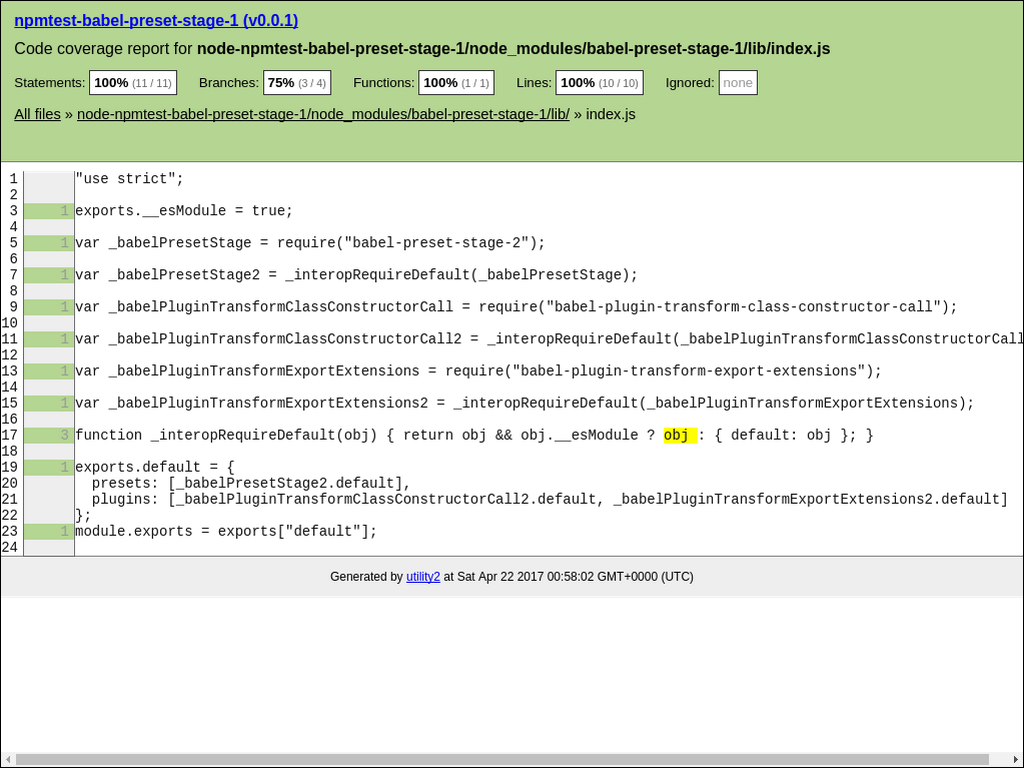 npmtest-babel-preset-stage-1 (v0.0.1)
Code coverage report for node-npmtest-babel-preset-stage-1/node_modules/babel-preset-stage-1/lib/index.js
Statements: 100% (11 / 11) Branches: 75% (3 / 4) Functions: 100% (1 / 1) Lines: 100% (10 / 10) Ignored: none
All files » node-npmtest-babel-preset-stage-1/node_modules/babel-preset-stage-1/lib/ » index.js
1 "use strict";
2
3 1 exports.__esModule = true;
4
5 1 var _babelPresetStage = require("babel-preset-stage-2");
6
7 1 var _babelPresetStage2 = _interopRequireDefault(_babelPresetStage);
8
9 1 var _babelPluginTransformClassConstructorCall = require("babel-plugin-transform-class-constructor-call");
10
11 1 var _babelPluginTransformClassConstructorCall2 = _interopRequireDefault(_babelPluginTransformClassConstructorCall
12
13 1 var _babelPluginTransformExportExtensions = require("babel-plugin-transform-export-extensions");
14
15 1 var _babelPluginTransformExportExtensions2 = _interopRequireDefault(_babelPluginTransformExportExtensions);
16
17 3 function _interopRequireDefault(obj) { return obj && obj.__esModule ? obj : { default: obj }; }
18
19 1 exports.default = {
20 presets: [_babelPresetStage2.default],
21 plugins: [_babelPluginTransformClassConstructorCall2.default, _babelPluginTransformExportExtensions2.default]
22 };
23 1 module.exports = exports["default"];
24
Generated by utility2 at Sat Apr 22 2017 00:58:02 GMT+0000 (UTC)